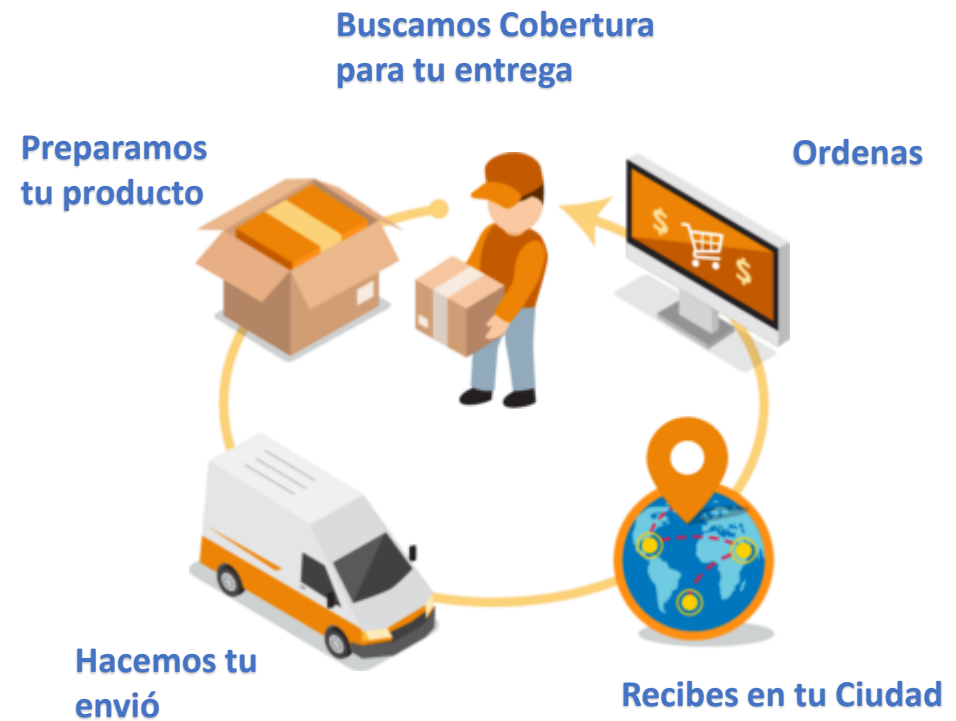 Buscamos Cobertura
para tu entrega
Preparamos
tu producto
Ordenas
$
$
Hacemos tu
envió
Recibes en tu Ciudad